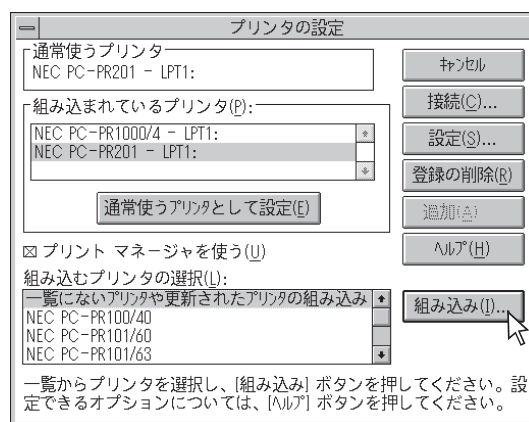 プリンタの設定
通常使うプリンタ
NEC PC-PR201 - LPT1:
組み込まれているプリンタ(P):
NEC PC-PR1000/4 - LPT1:
NEC PC-PR201 - LPT1:
通常使うプリンタとして設定(E)
プリント マネージャを使う(U)
組み込むプリンタの選択(L):
一覧にないプリンタや更新されたプリンタの組み込み
NEC PC-PR100/40
NEC PC-PR101/60
NEC PC-PR101/63
キャンセル
接続(C)...
設定(S)...
登録の削除(R)
追加(A)
ヘルプ(H)
組み込み(I)...
一覧からプリンタを選択し、[組み込み] ボタンを押してください。設
定できるオプションについては、[ヘルプ] ボタンを押してください。